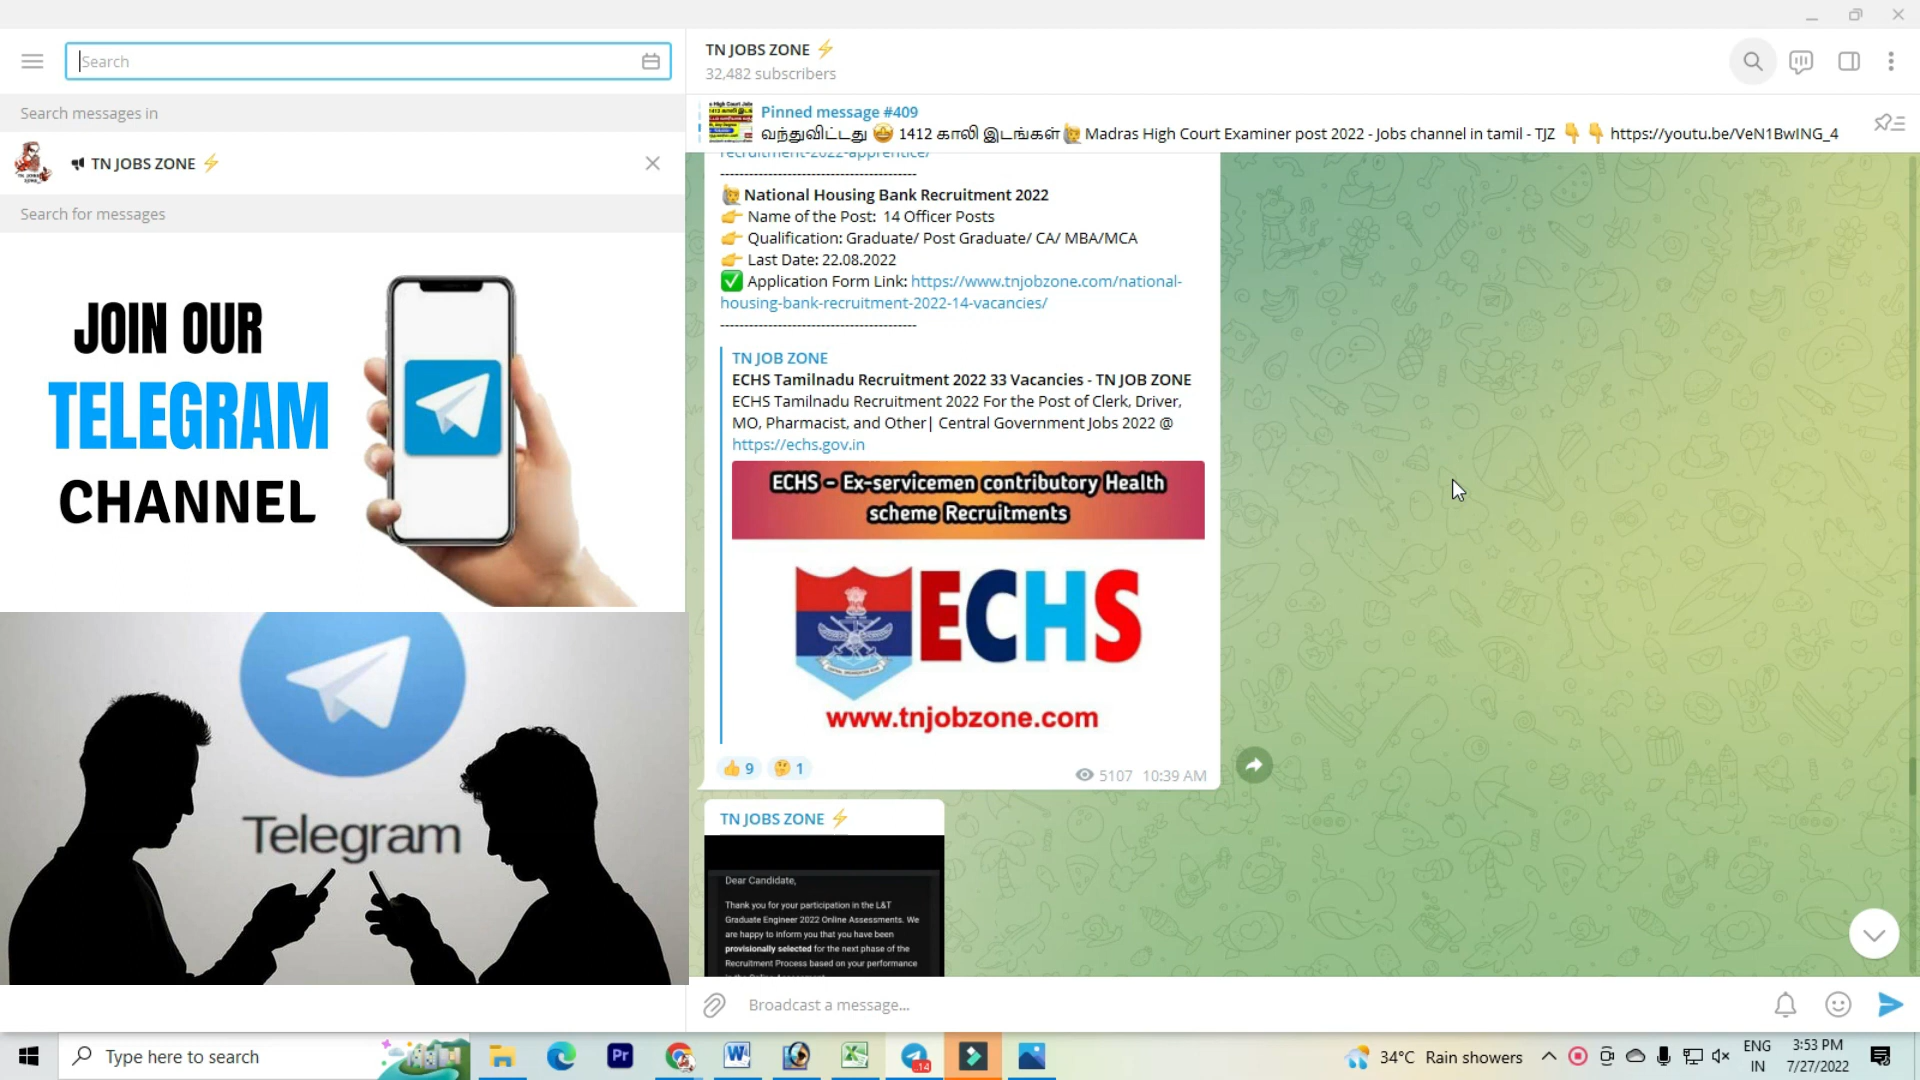 Search
Search messages in
TN JOBS ZONE ⚡
Search for messages
JOIN OUR
TELEGRAM
CHANNEL
Telegram
TN JOBS ZONE ⚡
32,482 subscribers
Pinned message #409
வந்துவிட்டது 🤩 1412 காலி இடங்கள் 🙋 Madras High Court Examiner post 2022 - Jobs channel in tamil - TJZ 👇 👇 https://youtu.be/VeN1BwING_4
recruitment-2022-apprentice/
----------------------------------------
🙋 National Housing Bank Recruitment 2022
👉 Name of the Post: 14 Officer Posts
👉 Qualification: Graduate/ Post Graduate/ CA/ MBA/MCA
👉 Last Date: 22.08.2022
✅ Application Form Link: https://www.tnjobzone.com/national-
housing-bank-recruitment-2022-14-vacancies/
----------------------------------------
TN JOB ZONE
ECHS Tamilnadu Recruitment 2022 33 Vacancies - TN JOB ZONE
ECHS Tamilnadu Recruitment 2022 For the Post of Clerk, Driver,
MO, Pharmacist, and Other| Central Government Jobs 2022 @
https://echs.gov.in
ECHS – Ex-servicemen contributory Health
scheme Recruitments
ECHS
www.tnjobzone.com
👍 9 🤔 1
5107 10:39 AM
TN JOBS ZONE ⚡
Dear Candidate,
Thank you for your participation in the L&T
Graduate Engineer 2022 Online Assessments. We
are happy to inform you that you have been
provisionally selected for the next phase of the
Recruitment Process based on your performance
Broadcast a message...
Type here to search
Pr
14
34°C Rain showers
ENG
IN
3:53 PM
7/27/2022